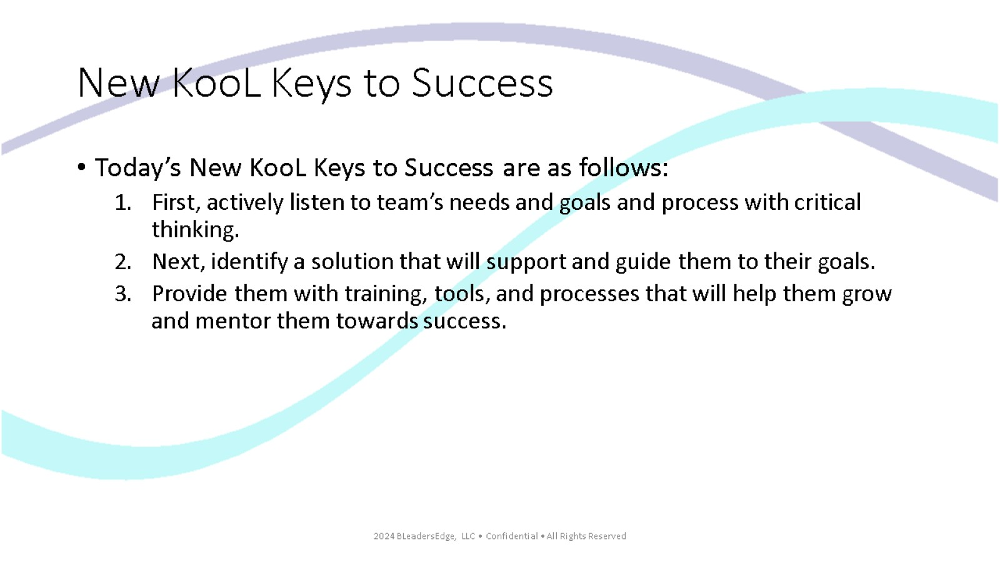 New KooL Keys to Success
• Today’s New KooL Keys to Success are as follows:
1. First, actively listen to team’s needs and goals and process with critical
thinking.
2. Next, identify a solution that will support and guide them to their goals.
3. Provide them with training, tools, and processes that will help them grow
and mentor them towards success.
2024 BLeadersEdge, LLC • Confidential • All Rights Reserved